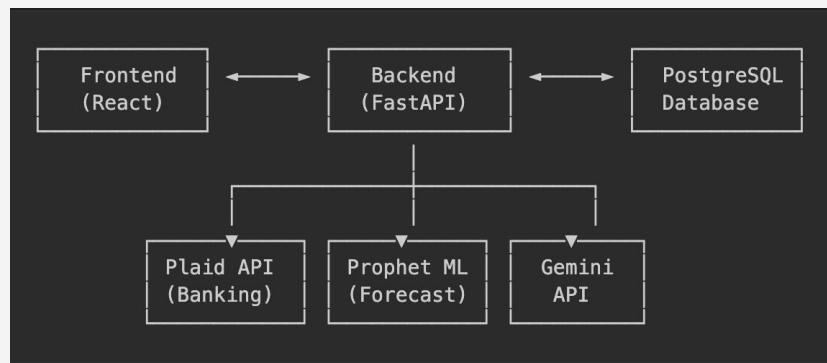 Frontend
(React)
Backend
(FastAPI)
PostgreSQL
Database
Plaid API
(Banking)
Prophet ML
(Forecast)
Gemini
API